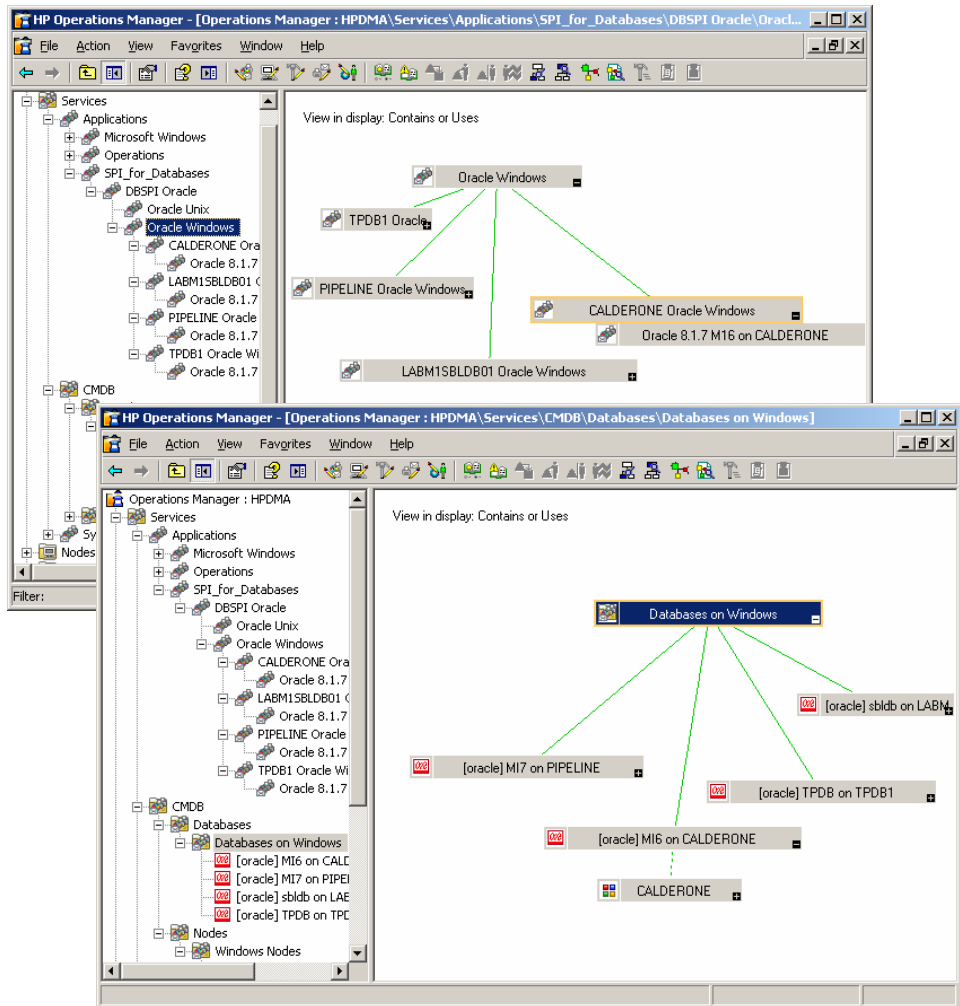 HP Operations Manager - [Operations Manager : HPDMA\Services\Applications\SPI_for_Databases\DBSPI Oracle\Oracl...
File Action View Favorites Window Help
Services
Applications
Microsoft Windows
Operations
SPI_for_Databases
DBSPI Oracle
Oracle Unix
Oracle Windows
CALDERONE Ora
Oracle 8.1.7
LABM1SBLDB01 O
Oracle 8.1.7
PIPELINE Oracle
Oracle 8.1.7
TPDB1 Oracle Wi
Oracle 8.1.7
CMDB
Sy
Nodes
Filter:
View in display: Contains or Uses
Oracle Windows
TPDB1 Oracle
PIPELINE Oracle Windows
CALDERONE Oracle Windows
Oracle 8.1.7 M16 on CALDERONE
LABM1SBLDB01 Oracle Windows
HP Operations Manager - [Operations Manager : HPDMA\Services\CMDB\Databases\Databases on Windows]
File Action View Favorites Window Help
Operations Manager : HPDMA
Services
Applications
Microsoft Windows
Operations
SPI_for_Databases
DBSPI Oracle
Oracle Unix
Oracle Windows
CALDERONE Ora
Oracle 8.1.7
LABM1SBLDB01 O
Oracle 8.1.7
PIPELINE Oracle
Oracle 8.1.7
TPDB1 Oracle Wi
Oracle 8.1.7
CMDB
Databases
Databases on Windows
[oracle] MI6 on CALD
[oracle] MI7 on PIPEI
[oracle] sbldb on LAB
[oracle] TPDB on TPD
Nodes
Windows Nodes
View in display: Contains or Uses
Databases on Windows
[oracle] sbldb on LABM
[oracle] MI7 on PIPELINE
[oracle] TPDB on TPDB1
[oracle] MI6 on CALDERONE
CALDERONE